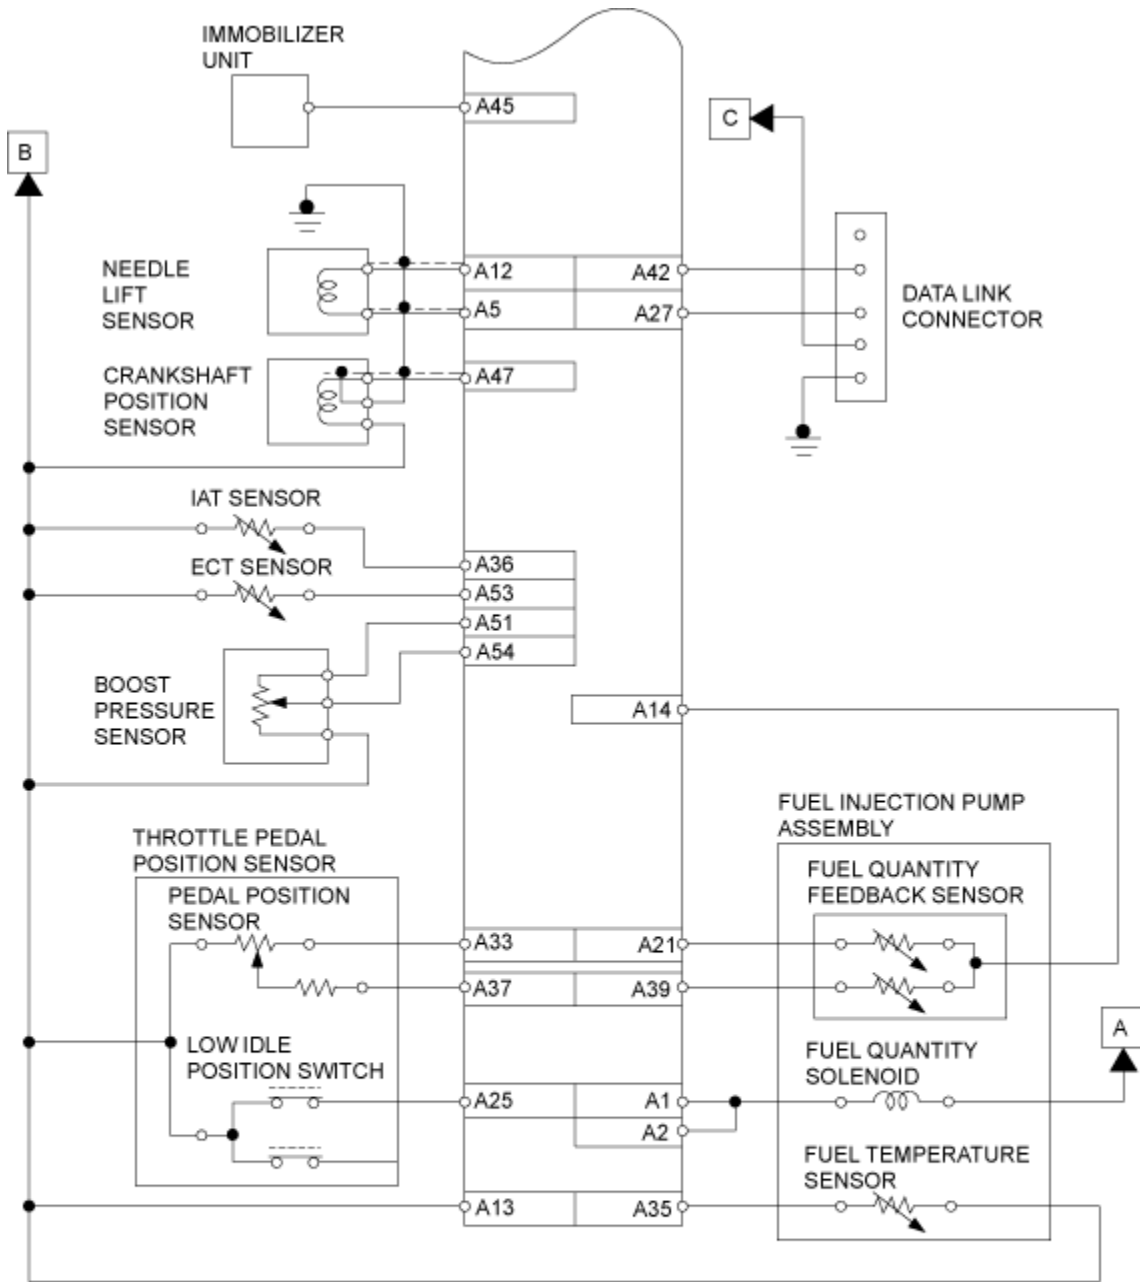 IMMOBILIZER
UNIT
A45
C
B
NEEDLE
LIFT
SENSOR
A12
A42
A5
A27
DATA LINK
CONNECTOR
CRANKSHAFT
POSITION
SENSOR
A47
IAT SENSOR
A36
ECT SENSOR
A53
A51
A54
BOOST
PRESSURE
SENSOR
A14
FUEL INJECTION PUMP
ASSEMBLY
THROTTLE PEDAL
POSITION SENSOR
FUEL QUANTITY
FEEDBACK SENSOR
PEDAL POSITION
SENSOR
A33
A21
A37
A39
A
LOW IDLE
POSITION SWITCH
FUEL QUANTITY
SOLENOID
A25
A1
A2
FUEL TEMPERATURE
SENSOR
A13
A35